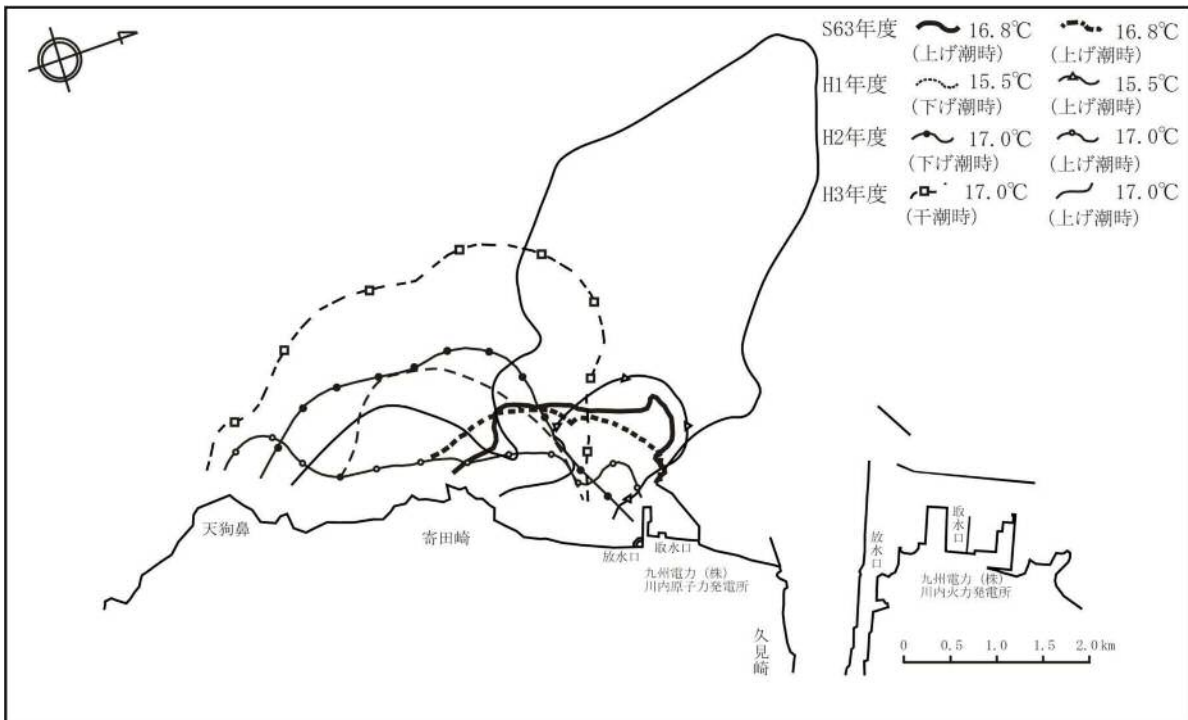 S63年度 16.8℃ 16.8℃
(上げ潮時) (上げ潮時)
H1年度 15.5℃ 15.5℃
(下げ潮時) (上げ潮時)
H2年度 17.0℃ 17.0℃
(下げ潮時) (上げ潮時)
H3年度 17.0℃ 17.0℃
(干潮時) (上げ潮時)
天狗鼻
寄田崎
放水口
取水口
九州電力（株）
川内原子力発電所
久見崎
放水口
取水口
九州電力（株）
川内火力発電所
0 0.5 1.0 1.5 2.0km